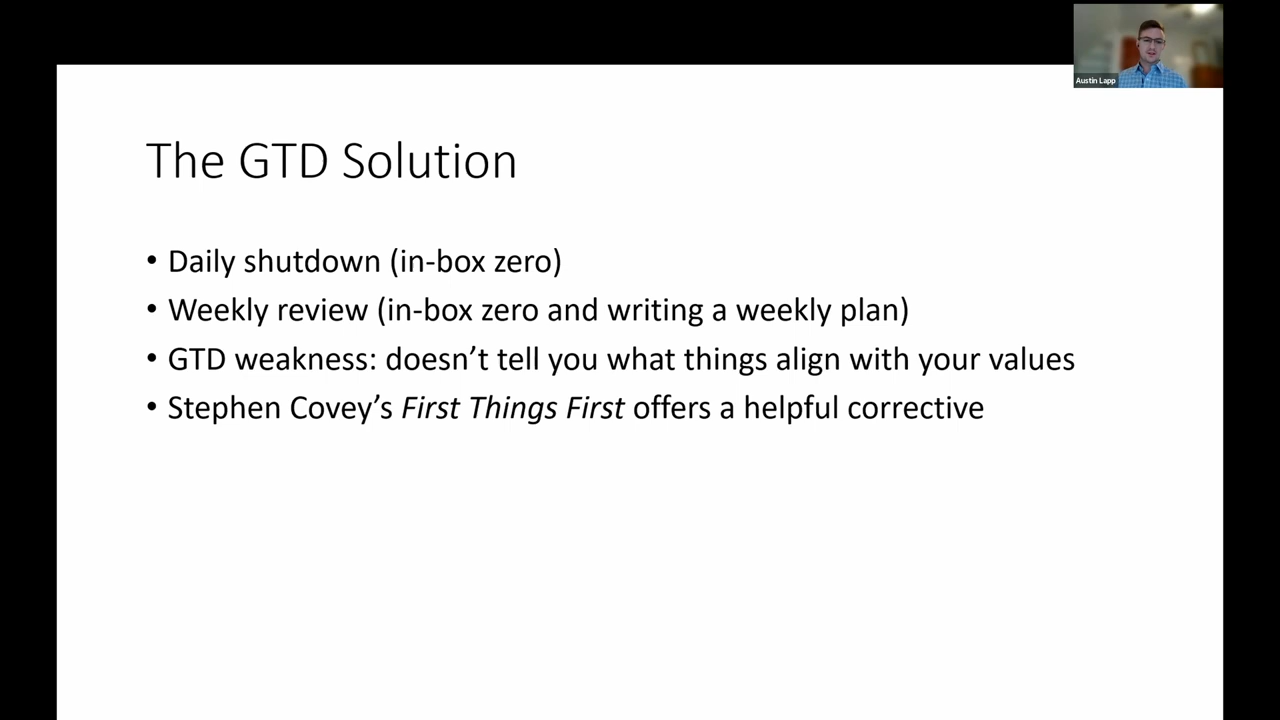 Austin Lapp
The GTD Solution
• Daily shutdown (in-box zero)
• Weekly review (in-box zero and writing a weekly plan)
• GTD weakness: doesn’t tell you what things align with your values
• Stephen Covey’s First Things First offers a helpful corrective